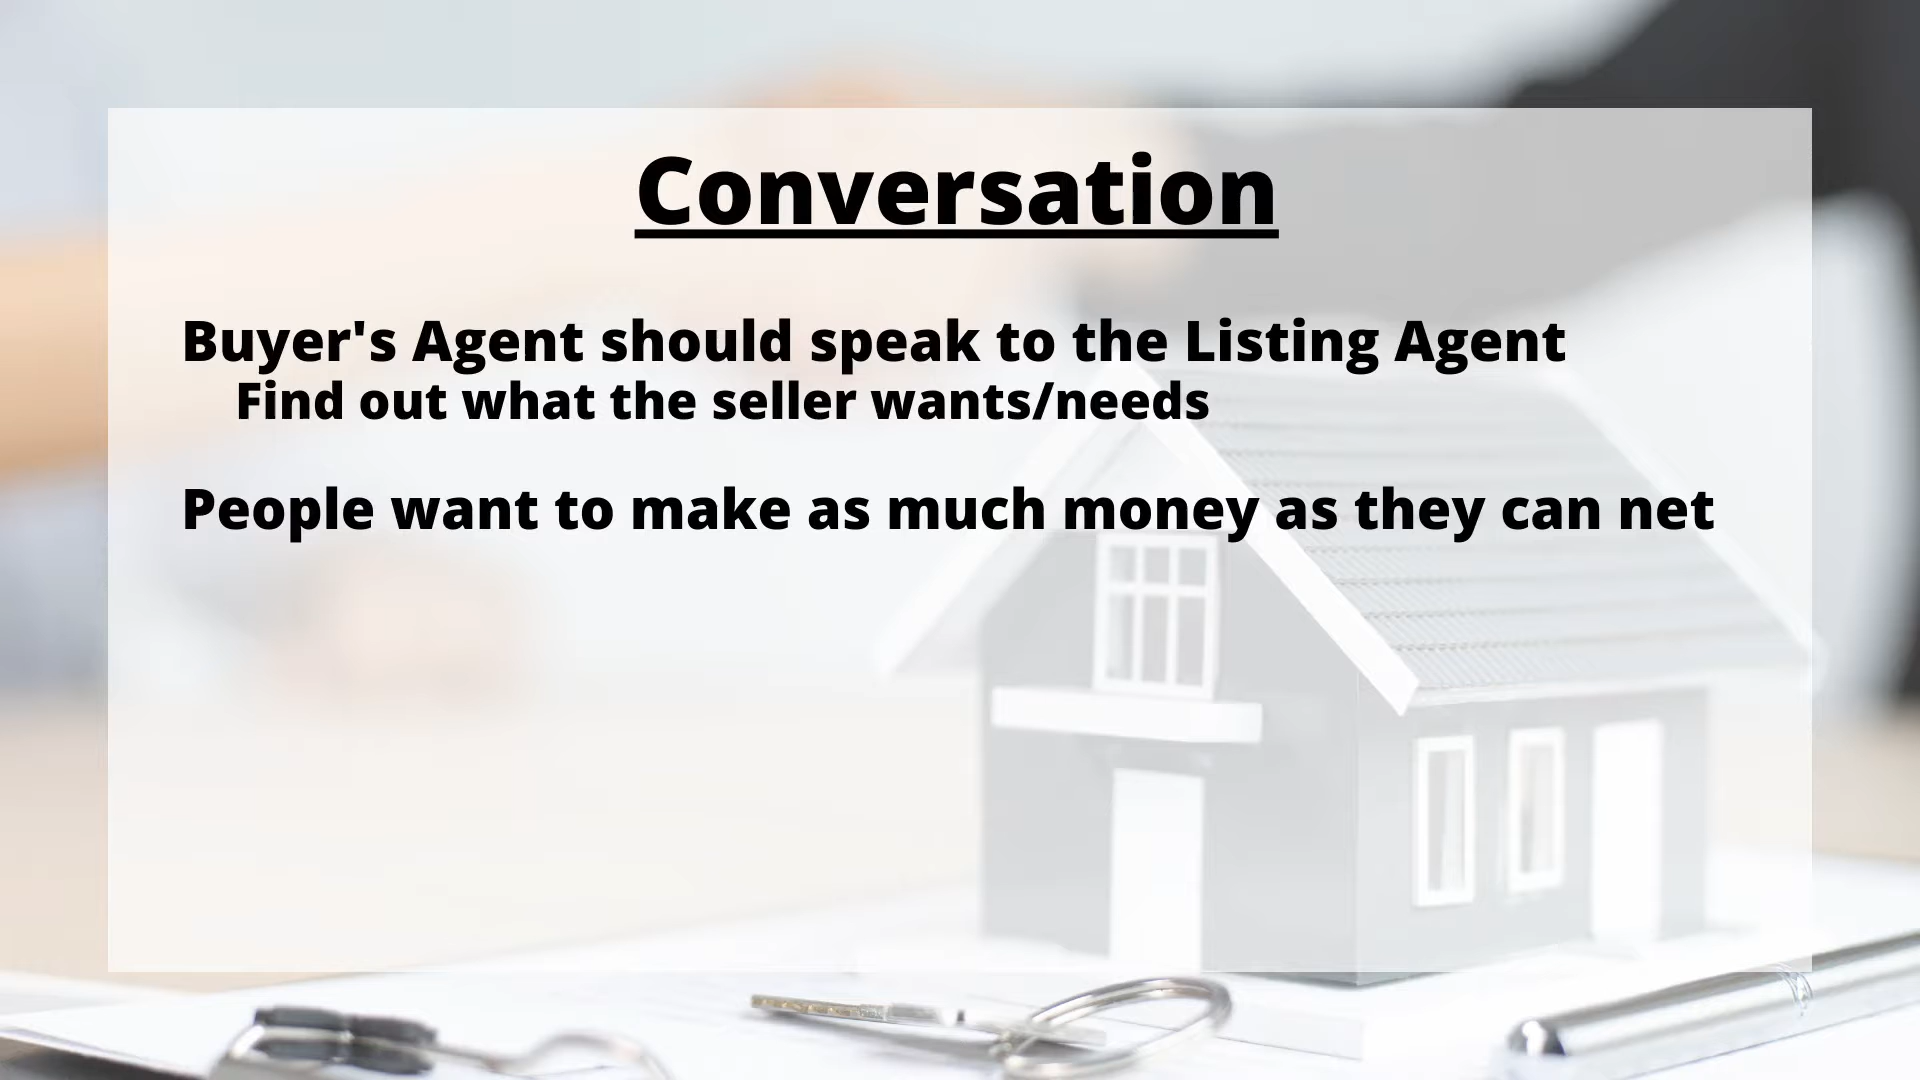 Conversation
Buyer's Agent should speak to the Listing Agent
Find out what the seller wants/needs
People want to make as much money as they can net